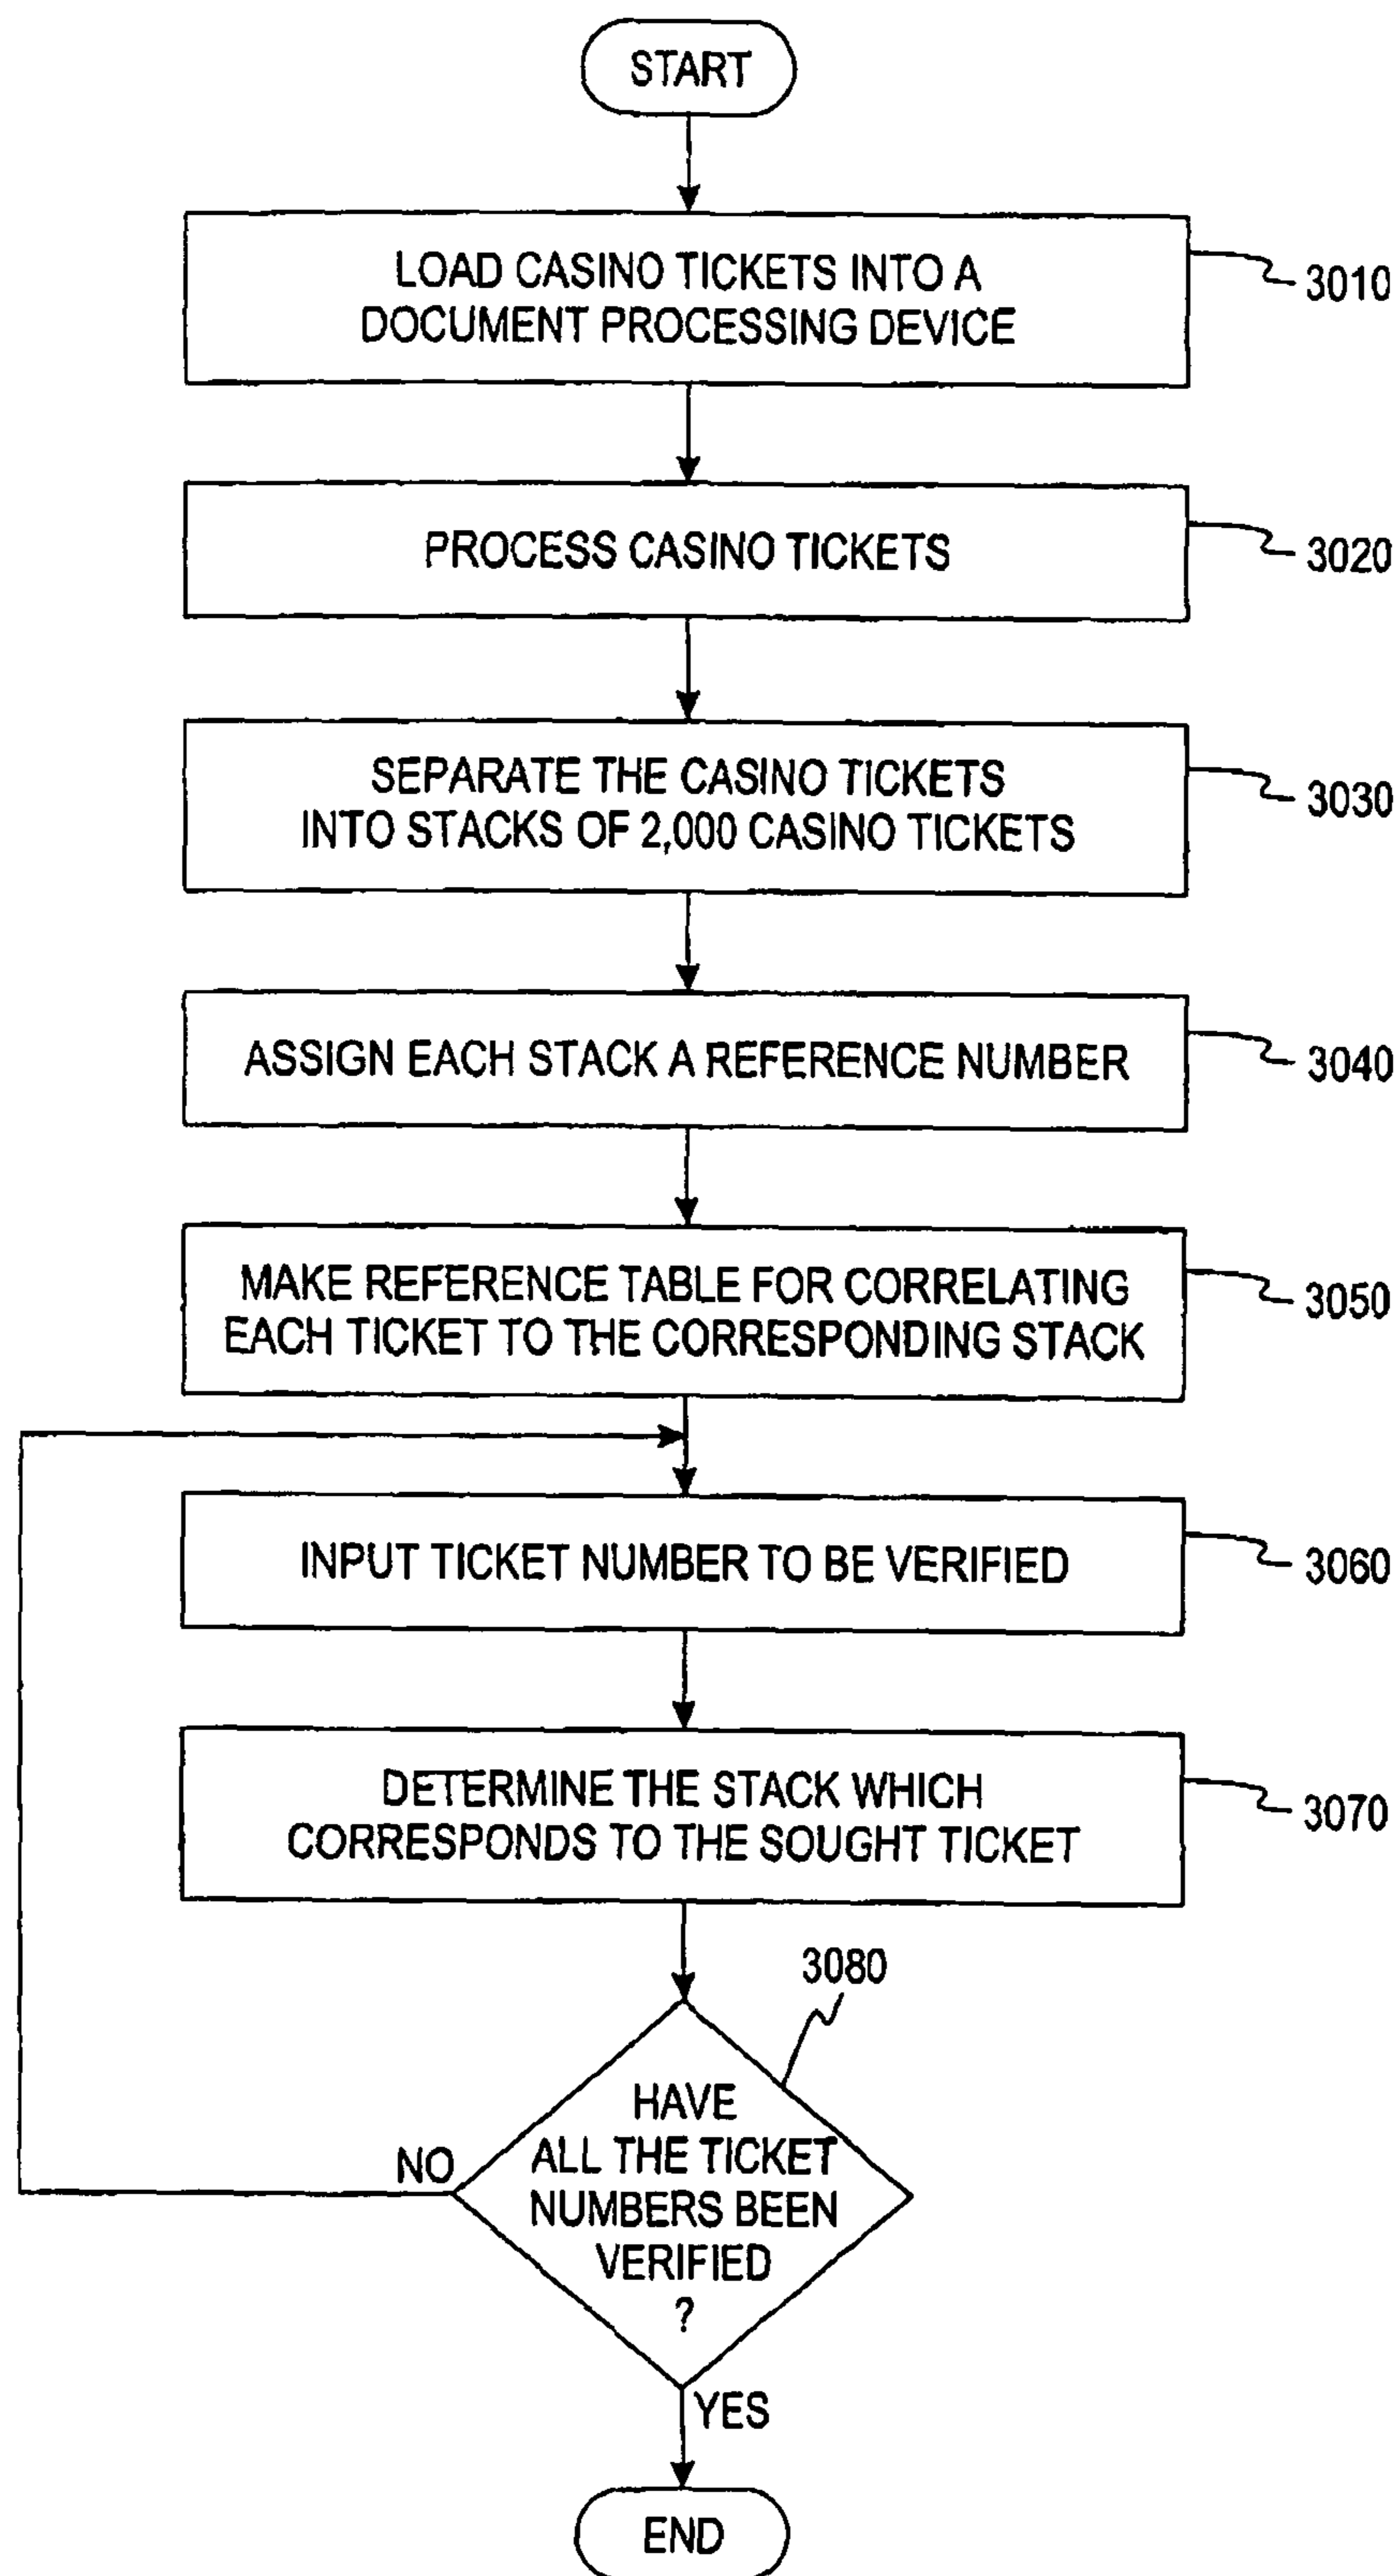 START
LOAD CASINO TICKETS INTO A
DOCUMENT PROCESSING DEVICE
3010
PROCESS CASINO TICKETS
3020
SEPARATE THE CASINO TICKETS
INTO STACKS OF 2,000 CASINO TICKETS
3030
ASSIGN EACH STACK A REFERENCE NUMBER
3040
MAKE REFERENCE TABLE FOR CORRELATING
EACH TICKET TO THE CORRESPONDING STACK
3050
INPUT TICKET NUMBER TO BE VERIFIED
3060
DETERMINE THE STACK WHICH
CORRESPONDS TO THE SOUGHT TICKET
3070
3080
HAVE
ALL THE TICKET
NUMBERS BEEN
VERIFIED
?
NO
YES
END